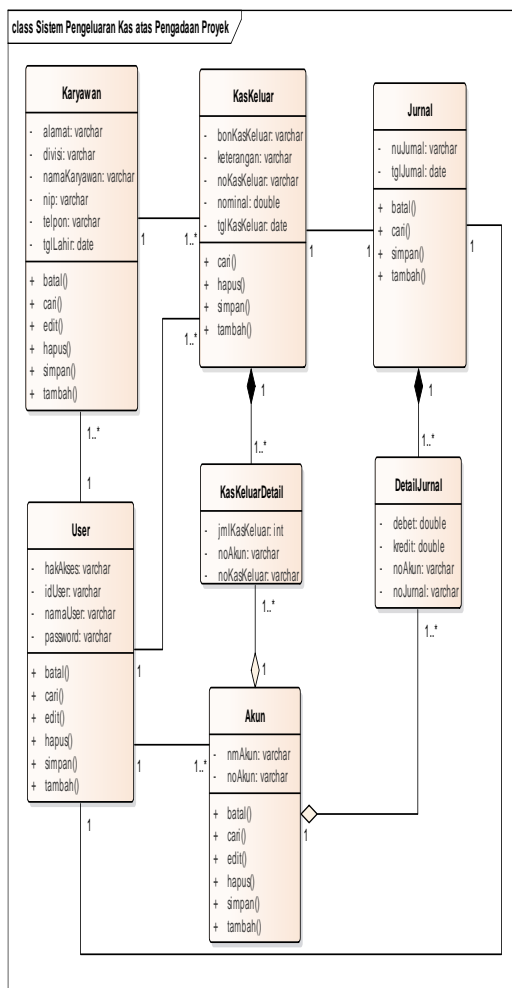 class Sistem Pengeluaran Kas atas Pengadaan Proyek
Karyawan
- alamat: varchar
- divisi: varchar
- namaKaryawan: varchar
- nip: varchar
- telpon: varchar
- tglLahir: date
+ batal()
+ cari()
+ edit()
+ hapus()
+ simpan()
+ tambah()
KasKeluar
- bonKasKeluar: varchar
- keterangan: varchar
- noKasKeluar: varchar
- nominal: double
- tglKasKeluar: date
+ cari()
+ hapus()
+ simpan()
+ tambah()
Jurnal
- nuJurnal: varchar
- tglJurnal: date
+ batal()
+ cari()
+ simpan()
+ tambah()
1
1..*
1
1
1
1..*
1
1
1..*
1..*
1
1..*
KasKeluarDetail
- jmlKasKeluar: int
- noAkun: varchar
- noKasKeluar: varchar
DetailJurnal
- debet: double
- kredit: double
- noAkun: varchar
- noJurnal: varchar
1
User
- hakAkses: varchar
- idUser: varchar
- namaUser: varchar
- password: varchar
+ batal()
+ cari()
+ edit()
+ hapus()
+ simpan()
+ tambah()
1..*
1..*
1
1
Akun
- nmAkun: varchar
- noAkun: varchar
+ batal()
+ cari()
+ edit()
+ hapus()
+ simpan()
+ tambah()
1
1..*
1
1